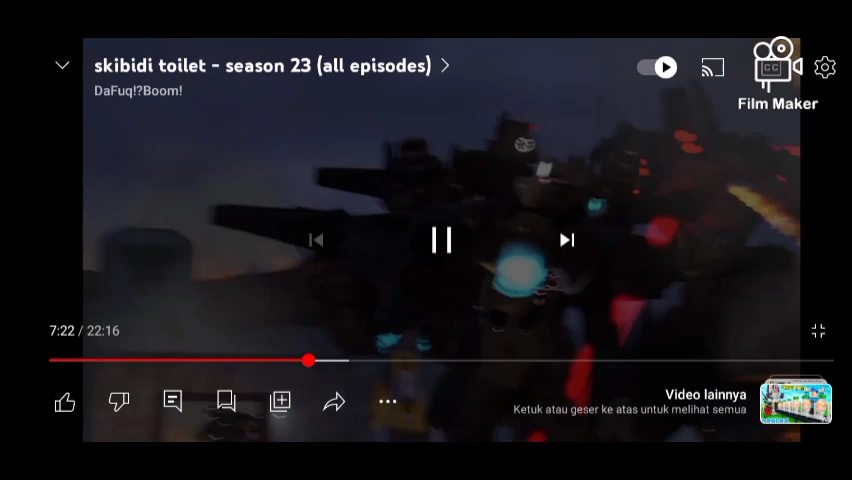 skibidi toilet - season 23 (all episodes)
DaFuq!?Boom!
CC
Film Maker
7:22 / 22:16
Video lainnya
Ketuk atau geser ke atas untuk melihat semua